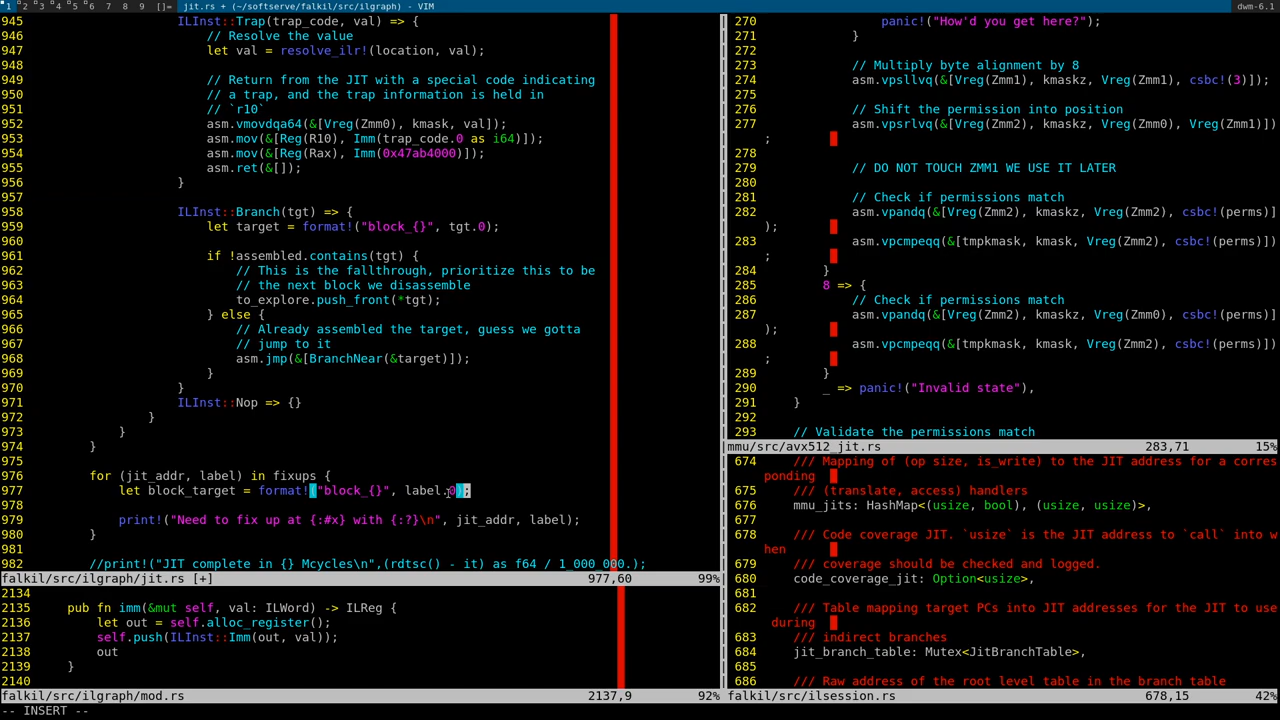 1 2 3 4 5 6 7 8 9 []= jit.rs + (~/softserve/falkil/src/ilgraph) - VIM dwm-6.1
945 ILInst::Trap(trap_code, val) => {
946 // Resolve the value
947 let val = resolve_ilr!(location, val);
948
949 // Return from the JIT with a special code indicating
950 // a trap, and the trap information is held in
951 // `r10`
952 asm.vmovdqa64(&[Vreg(Zmm0), kmask, val]);
953 asm.mov(&[Reg(R10), Imm(trap_code.0 as i64)]);
954 asm.mov(&[Reg(Rax), Imm(0x47ab4000)]);
955 asm.ret(&[]);
956 }
957
958 ILInst::Branch(tgt) => {
959 let target = format!("block_{}", tgt.0);
960
961 if !assembled.contains(tgt) {
962 // This is the fallthrough, prioritize this to be
963 // the next block we disassemble
964 to_explore.push_front(*tgt);
965 } else {
966 // Already assembled the target, guess we gotta
967 // jump to it
968 asm.jmp(&[BranchNear(&target)]);
969 }
970 }
971 ILInst::Nop => {}
972 }
973 }
974 }
975
976 for (jit_addr, label) in fixups {
977 let block_target = format!("block_{}", label.0);
978
979 print!("Need to fix up at {:#x} with {:?}\n", jit_addr, label);
980 }
981
982 //print!("JIT complete in {} Mcycles\n",(rdtsc() - it) as f64 / 1_000_000.);
falkil/src/ilgraph/jit.rs [+] 977,60 99%
2134
2135 pub fn imm(&mut self, val: ILWord) -> ILReg {
2136 let out = self.alloc_register();
2137 self.push(ILInst::Imm(out, val));
2138 out
2139 }
2140
falkil/src/ilgraph/mod.rs 2137,9 92%
-- INSERT --
270 panic!("How'd you get here?");
271 }
272
273 // Multiply byte alignment by 8
274 asm.vpsllvq(&[Vreg(Zmm1), kmaskz, Vreg(Zmm1), csbc!(3)]);
275
276 // Shift the permission into position
277 asm.vpsrlvq(&[Vreg(Zmm2), kmaskz, Vreg(Zmm0), Vreg(Zmm1)])
;
278
279 // DO NOT TOUCH ZMM1 WE USE IT LATER
280
281 // Check if permissions match
282 asm.vpandq(&[Vreg(Zmm2), kmaskz, Vreg(Zmm2), csbc!(perms)]
);
283 asm.vpcmpeqq(&[tmpkmask, kmask, Vreg(Zmm2), csbc!(perms)])
;
284 }
285 8 => {
286 // Check if permissions match
287 asm.vpandq(&[Vreg(Zmm2), kmaskz, Vreg(Zmm0), csbc!(perms)]
);
288 asm.vpcmpeqq(&[tmpkmask, kmask, Vreg(Zmm2), csbc!(perms)])
;
289 }
290 _ => panic!("Invalid state"),
291 }
292
293 // Validate the permissions match
mmu/src/avx512_jit.rs 283,71 15%
674 /// Mapping of (op size, is_write) to the JIT address for a corres
ponding
675 /// (translate, access) handlers
676 mmu_jits: HashMap<(usize, bool), (usize, usize)>,
677
678 /// Code coverage JIT. `usize` is the JIT address to `call` into w
hen
679 /// coverage should be checked and logged.
680 code_coverage_jit: Option<usize>,
681
682 /// Table mapping target PCs into JIT addresses for the JIT to use
during
683 /// indirect branches
684 jit_branch_table: Mutex<JitBranchTable>,
685
686 /// Raw address of the root level table in the branch table
falkil/src/ilsession.rs 678,15 42%